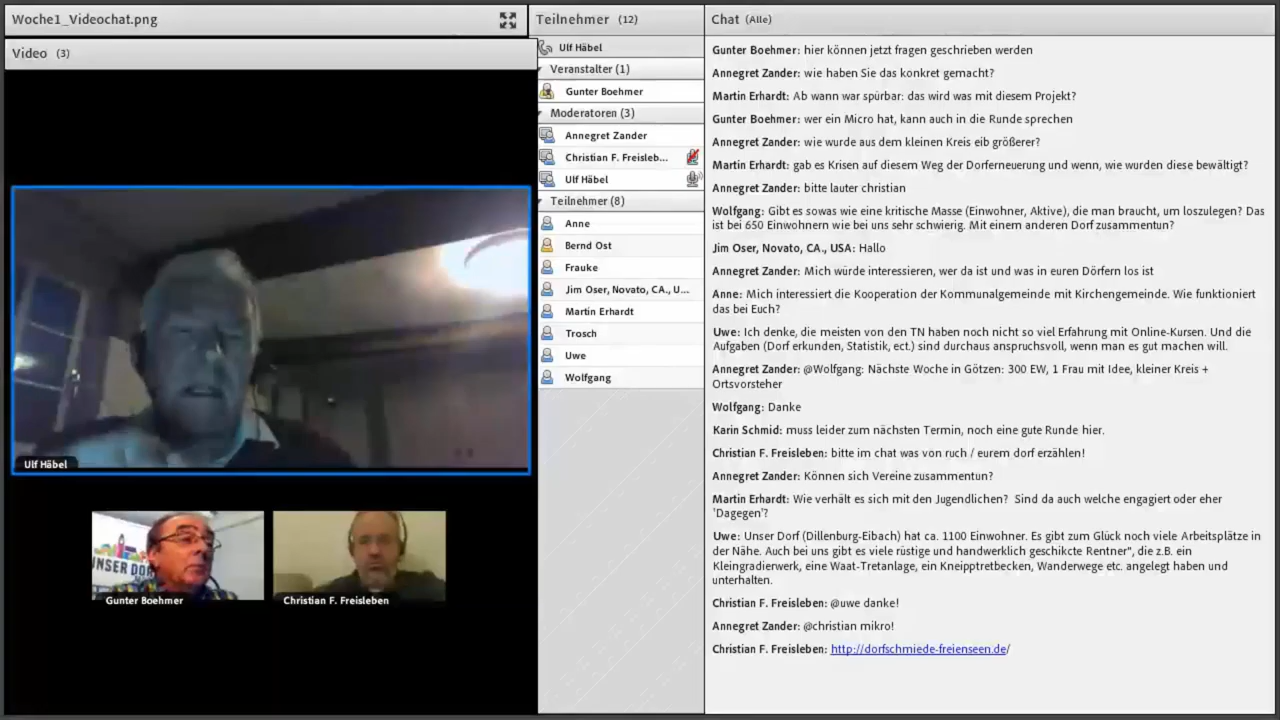 Woche1_Videochat.png
Video (3)
Ulf Häbel
UNSER DOR
Gunter Boehmer
Christian F. Freisleben
Teilnehmer (12)
Ulf Häbel
Veranstalter (1)
Gunter Boehmer
Moderatoren (3)
Annegret Zander
Christian F. Freisleb...
Ulf Häbel
Teilnehmer (8)
Anne
Bernd Ost
Frauke
Jim Oser, Novato, CA., U...
Martin Erhardt
Trosch
Uwe
Wolfgang
Chat (Alle)
Gunter Boehmer: hier können jetzt fragen geschrieben werden
Annegret Zander: wie haben Sie das konkret gemacht?
Martin Erhardt: Ab wann war spürbar: das wird was mit diesem Projekt?
Gunter Boehmer: wer ein Micro hat, kann auch in die Runde sprechen
Annegret Zander: wie wurde aus dem kleinen Kreis eib größerer?
Martin Erhardt: gab es Krisen auf diesem Weg der Dorferneuerung und wenn, wie wurden diese bewältigt?
Annegret Zander: bitte lauter christian
Wolfgang: Gibt es sowas wie eine kritische Masse (Einwohner, Aktive), die man braucht, um loszulegen? Das
ist bei 650 Einwohnern wie bei uns sehr schwierig. Mit einem anderen Dorf zusammentun?
Jim Oser, Novato, CA., USA: Hallo
Annegret Zander: Mich würde interessieren, wer da ist und was in euren Dörfern los ist
Anne: Mich interessiert die Kooperation der Kommunalgemeinde mit Kirchengemeinde. Wie funktioniert
das bei Euch?
Uwe: Ich denke, die meisten von den TN haben noch nicht so viel Erfahrung mit Online-Kursen. Und die
Aufgaben (Dorf erkunden, Statistik, ect.) sind durchaus anspruchsvoll, wenn man es gut machen will.
Annegret Zander: @Wolfgang: Nächste Woche in Götzen: 300 EW, 1 Frau mit Idee, kleiner Kreis +
Ortsvorsteher
Wolfgang: Danke
Karin Schmid: muss leider zum nächsten Termin, noch eine gute Runde hier.
Christian F. Freisleben: bitte im chat was von ruch / eurem dorf erzählen!
Annegret Zander: Können sich Vereine zusammentun?
Martin Erhardt: Wie verhält es sich mit den Jugendlichen? Sind da auch welche engagiert oder eher
'Dagegen'?
Uwe: Unser Dorf (Dillenburg-Eibach) hat ca. 1100 Einwohner. Es gibt zum Glück noch viele Arbeitsplätze in
der Nähe. Auch bei uns gibt es viele rüstige und handwerklich geschikcte Rentner", die z.B. ein
Kleingradierwerk, eine Waat-Tretanlage, ein Kneipptretbecken, Wanderwege etc. angelegt haben und
unterhalten.
Christian F. Freisleben: @uwe danke!
Annegret Zander: @christian mikro!
Christian F. Freisleben: http://dorfschmiede-freienseen.de/